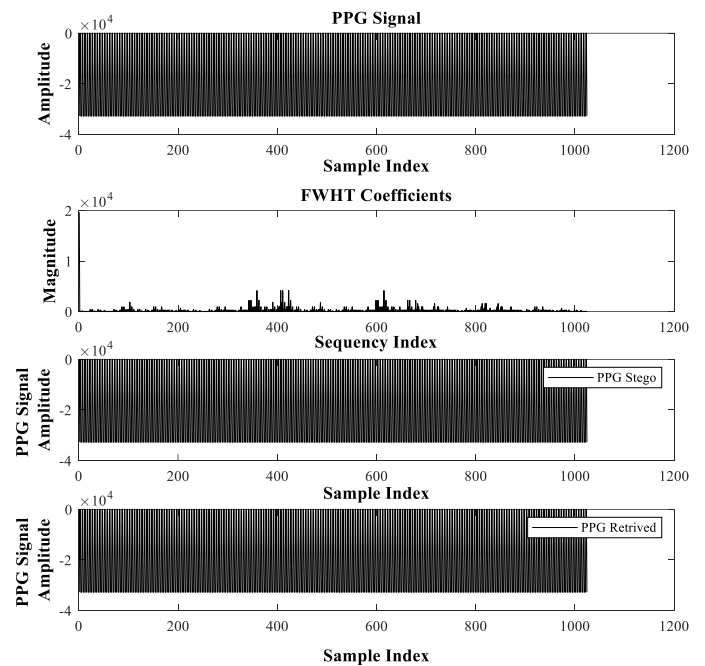 PPG Signal
×10^4
0
-2
-4
Amplitude
0 200 400 600 800 1000 1200
Sample Index
FWHT Coefficients
×10^4
2
1
0
Magnitude
0 200 400 600 800 1000 1200
Sequency Index
×10^4
0
-2
-4
PPG Signal
Amplitude
PPG Stego
0 200 400 600 800 1000 1200
Sample Index
×10^4
0
-2
-4
PPG Signal
Amplitude
PPG Retrived
0 200 400 600 800 1000 1200
Sample Index